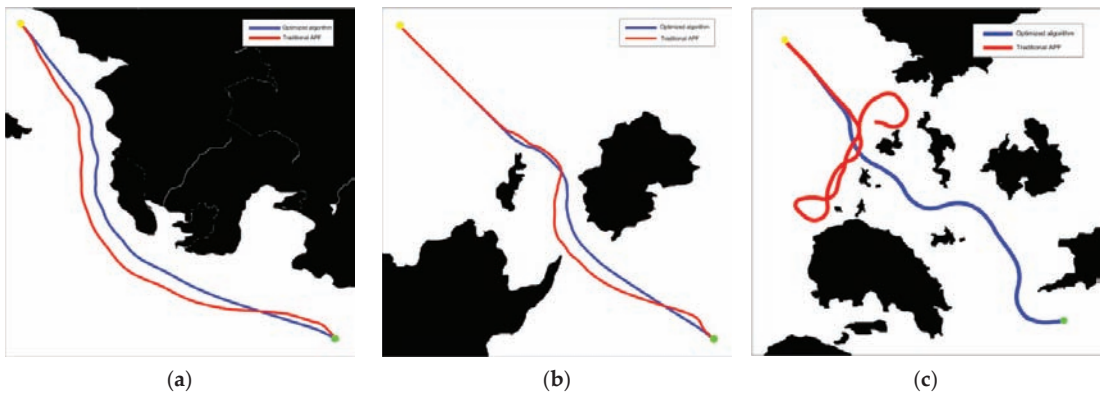 Optimized algorithm
Traditional APF
Optimized algorithm
Traditional APF
Optimized algorithm
Traditional APF
(a) (b) (c)